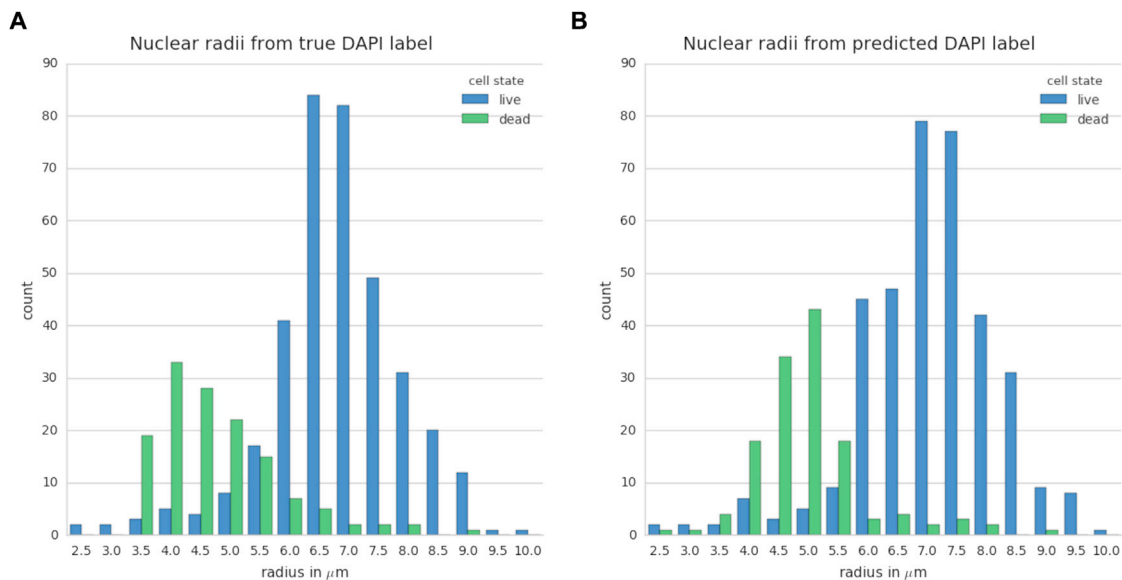 A
Nuclear radii from true DAPI label
90
80
70
60
50
40
30
20
10
0
count
cell state
live
dead
2.5 3.0 3.5 4.0 4.5 5.0 5.5 6.0 6.5 7.0 7.5 8.0 8.5 9.0 9.5 10.0
radius in μm
B
Nuclear radii from predicted DAPI label
90
80
70
60
50
40
30
20
10
0
count
cell state
live
dead
2.5 3.0 3.5 4.0 4.5 5.0 5.5 6.0 6.5 7.0 7.5 8.0 8.5 9.0 9.5 10.0
radius in μm